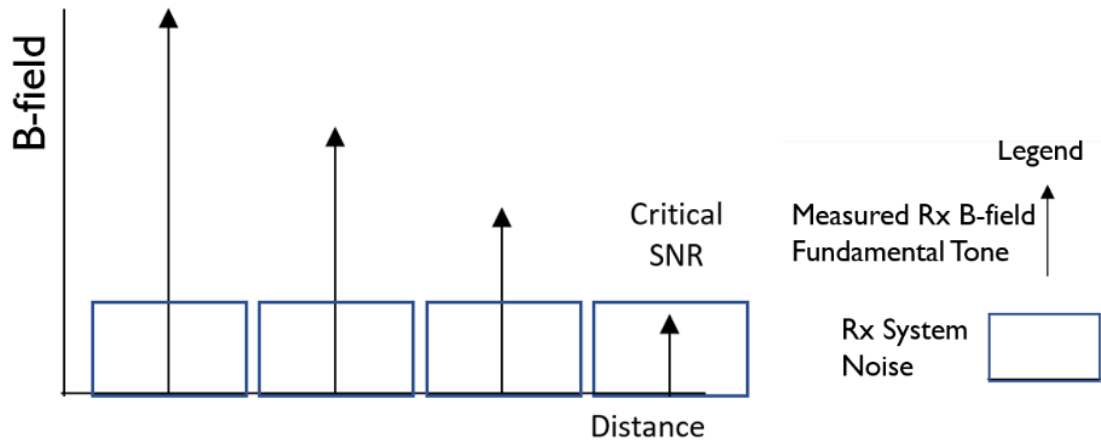 B-field
Critical
SNR
Distance
Legend
Measured Rx B-field
Fundamental Tone
Rx System
Noise